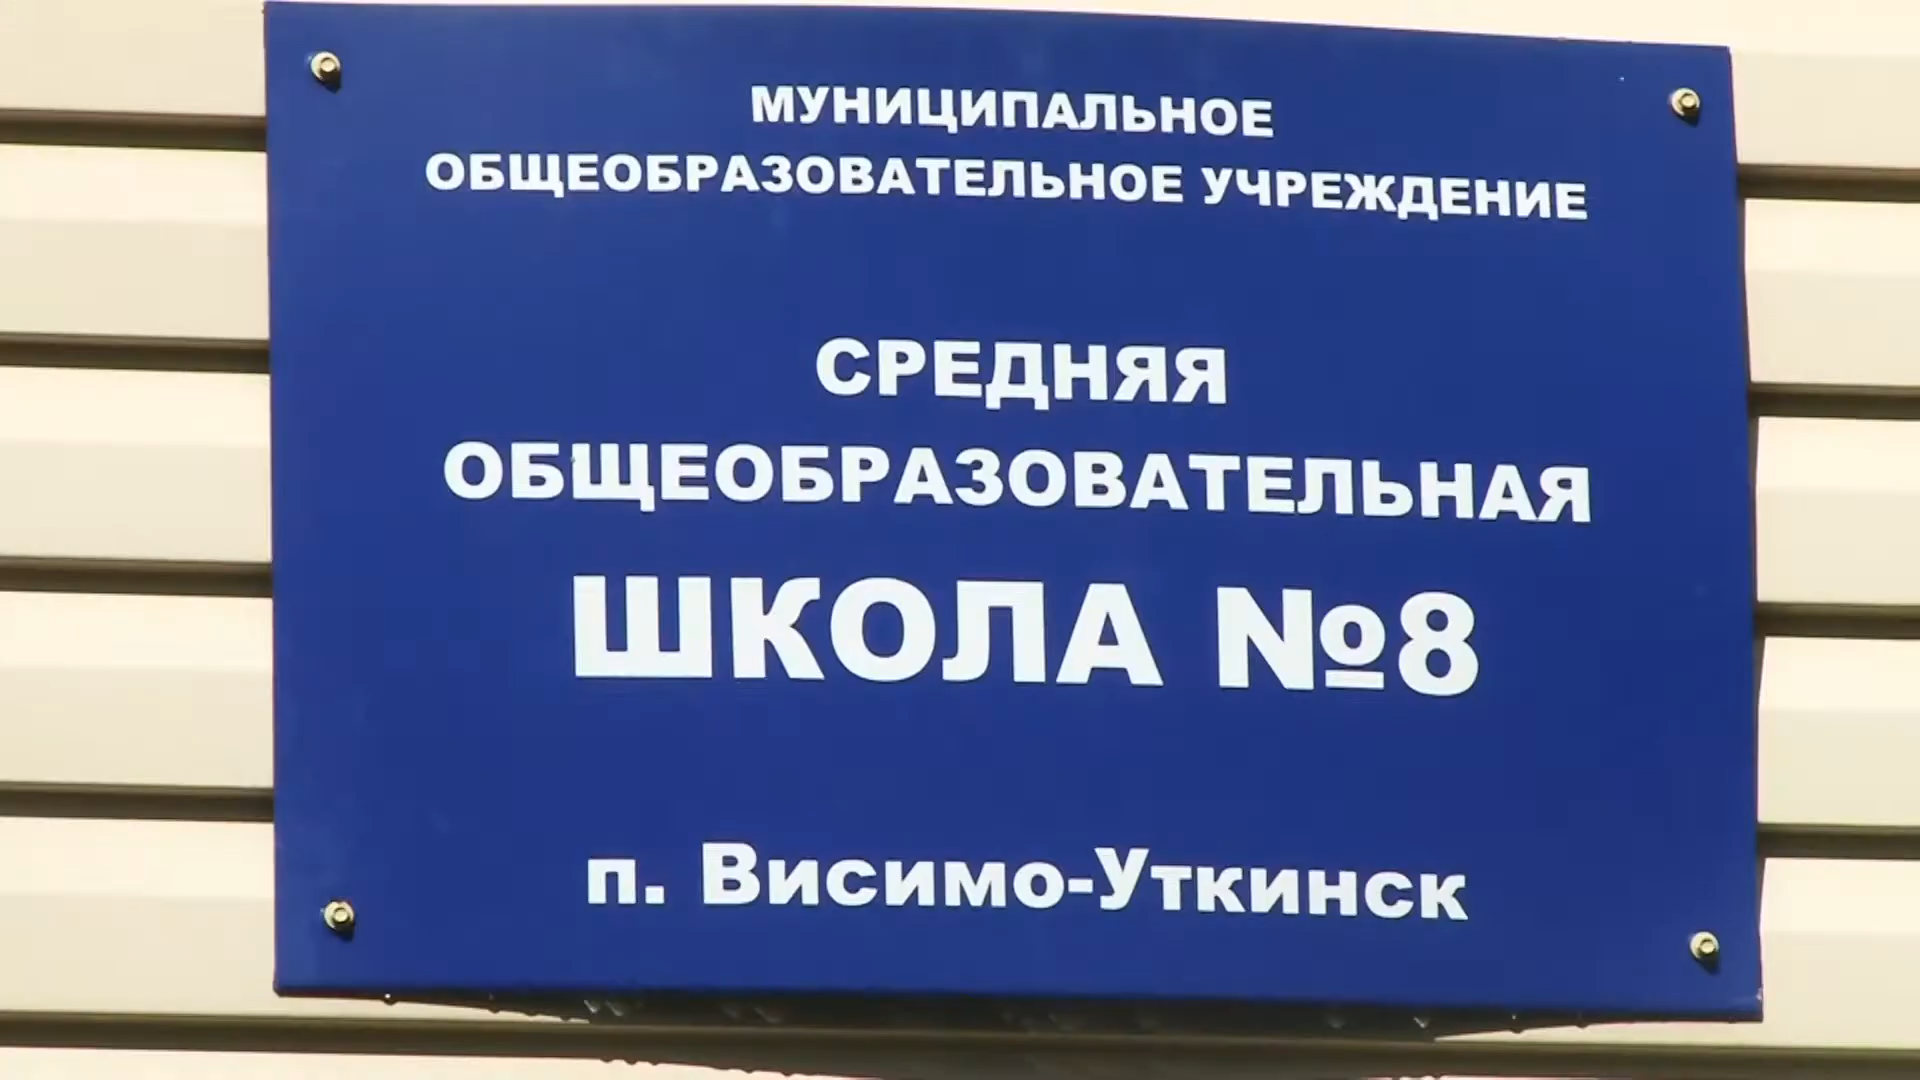 МУНИЦИПАЛЬНОЕ
ОБЩЕОБРАЗОВАТЕЛЬНОЕ УЧРЕЖДЕНИЕ
СРЕДНЯЯ
ОБЩЕОБРАЗОВАТЕЛЬНАЯ
ШКОЛА №8
п. Висимо-Уткинск